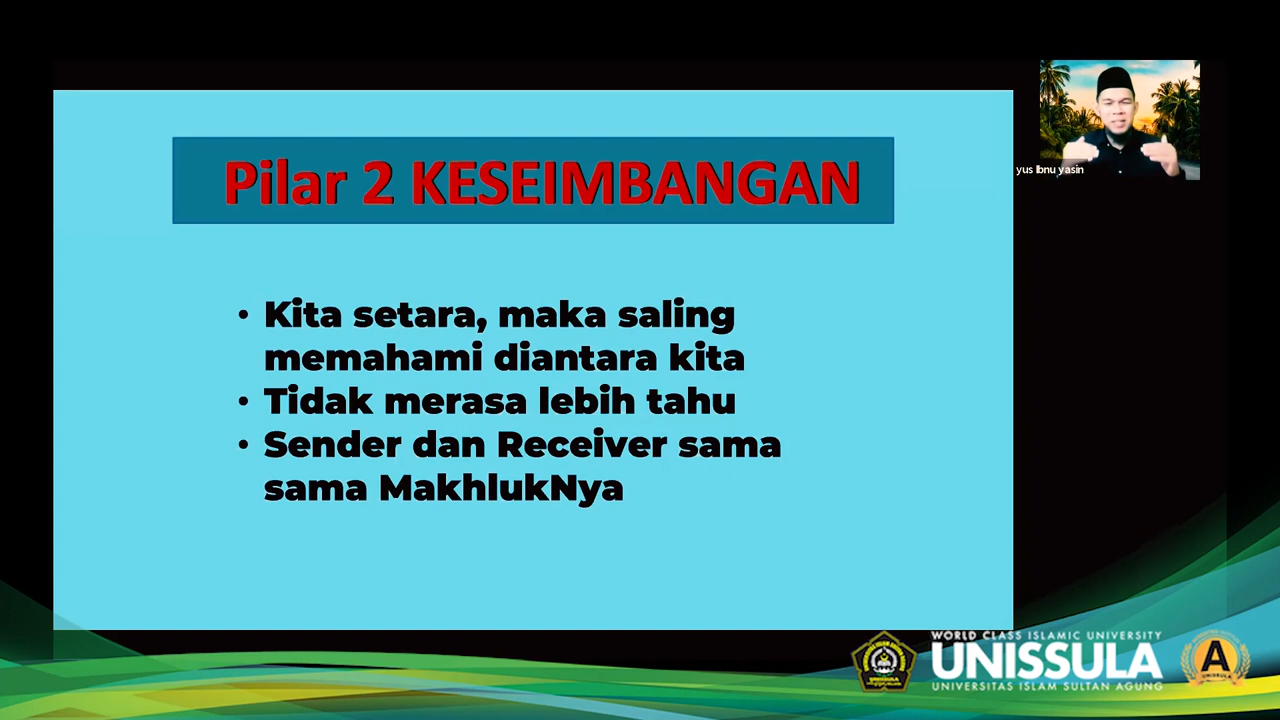 Pilar 2 KESEIMBANGAN
• Kita setara, maka saling
memahami diantara kita
• Tidak merasa lebih tahu
• Sender dan Receiver sama
sama MakhlukNya
yus Ibnu yasin
WORLD CLASS ISLAMIC UNIVERSITY
UNISSULA
UNIVERSITAS ISLAM SULTAN AGUNG
UNISSULA
A